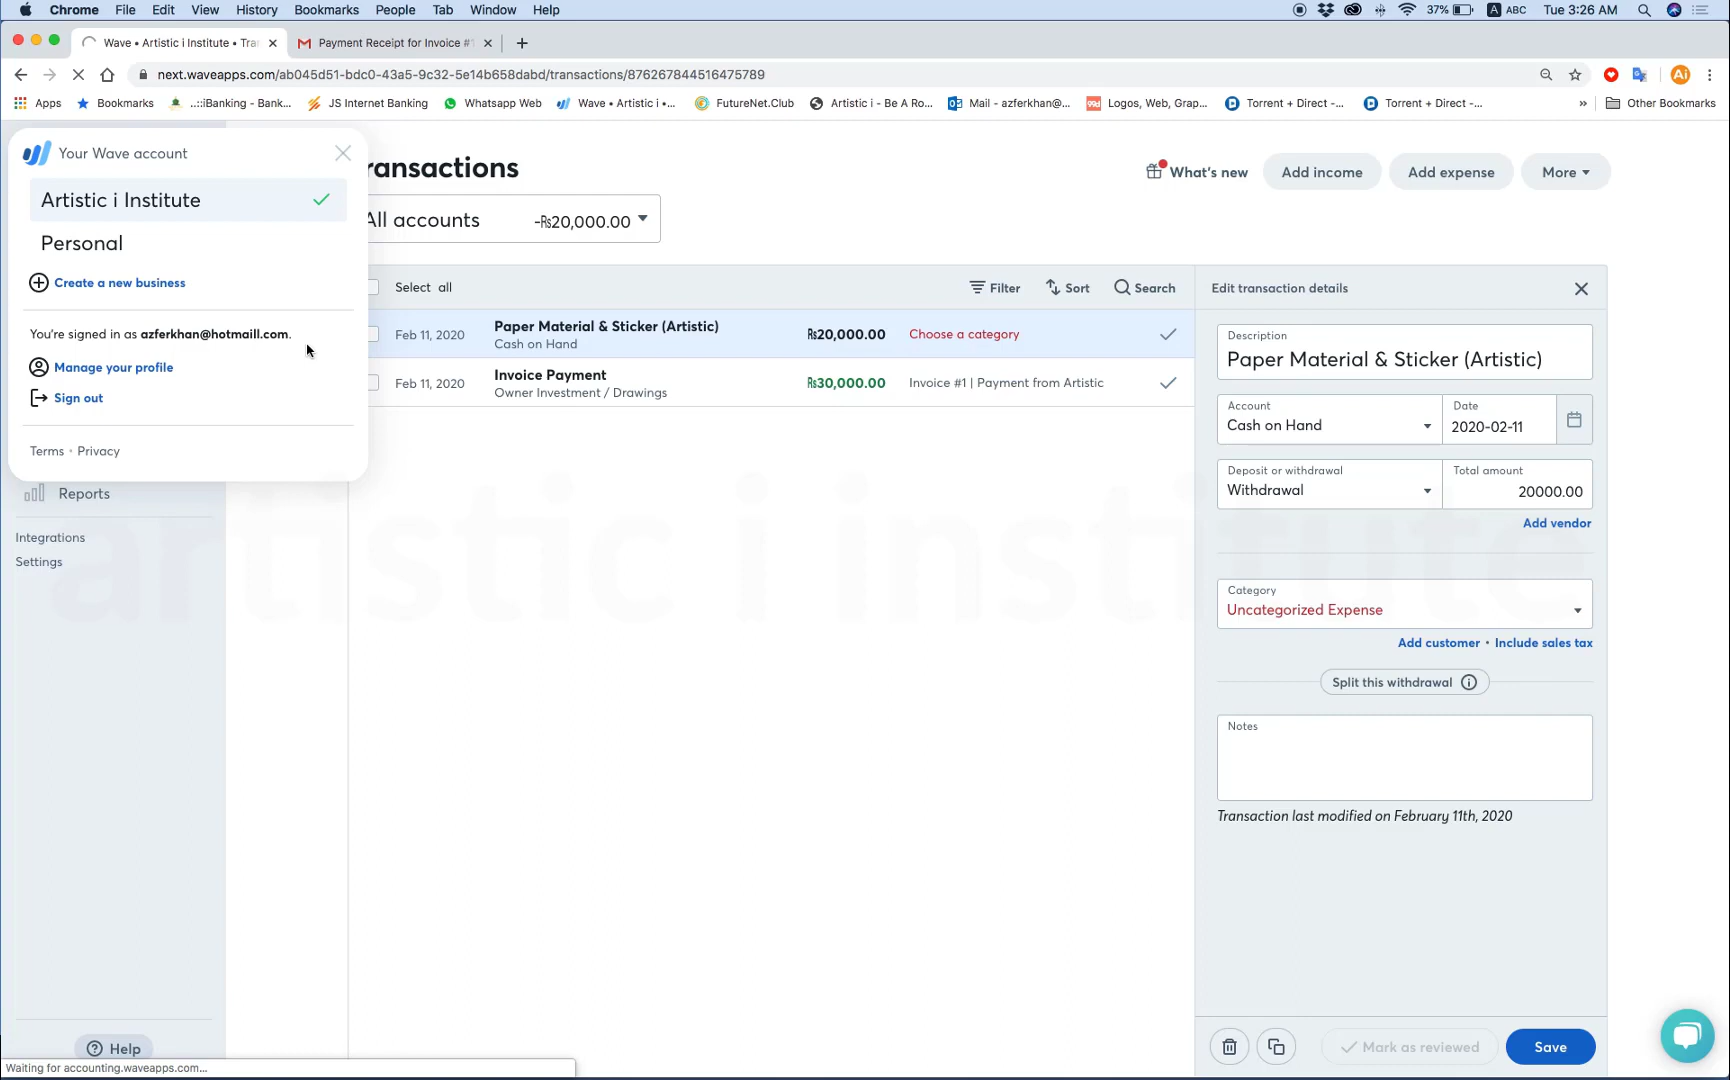 Chrome File Edit View History Bookmarks People Tab Window Help 37% A ABC Tue 3:26 AM
Wave • Artistic i Institute • Tra
Payment Receipt for Invoice #1
next.waveapps.com/ab045d51-bdc0-43a5-9c32-5e14b658dabd/transactions/876267844516475789
Ai
Apps Bookmarks ..::iBanking - Bank... JS Internet Banking Whatsapp Web Wave • Artistic i •... FutureNet.Club Artistic i - Be A Ro... Mail - azferkhan@... 99d Logos, Web, Grap... Torrent + Direct -... Torrent + Direct -... » Other Bookmarks
Your Wave account
Artistic i Institute
Personal
Create a new business
You're signed in as azferkhan@hotmaill.com.
Manage your profile
Sign out
Terms • Privacy
Reports
Integrations
Settings
Help
Waiting for accounting.waveapps.com...
ransactions
What's new
Add income
Add expense
More
All accounts -₨20,000.00
Select all
Filter
Sort
Search
Feb 11, 2020 Paper Material & Sticker (Artistic) ₨20,000.00 Choose a category
Cash on Hand
Feb 11, 2020 Invoice Payment ₨30,000.00 Invoice #1 | Payment from Artistic
Owner Investment / Drawings
Edit transaction details
Description
Paper Material & Sticker (Artistic)
Account
Cash on Hand
Date
2020-02-11
Deposit or withdrawal
Withdrawal
Total amount
20000.00
Add vendor
Category
Uncategorized Expense
Add customer • Include sales tax
Split this withdrawal
Notes
Transaction last modified on February 11th, 2020
Mark as reviewed
Save
artistic i institute